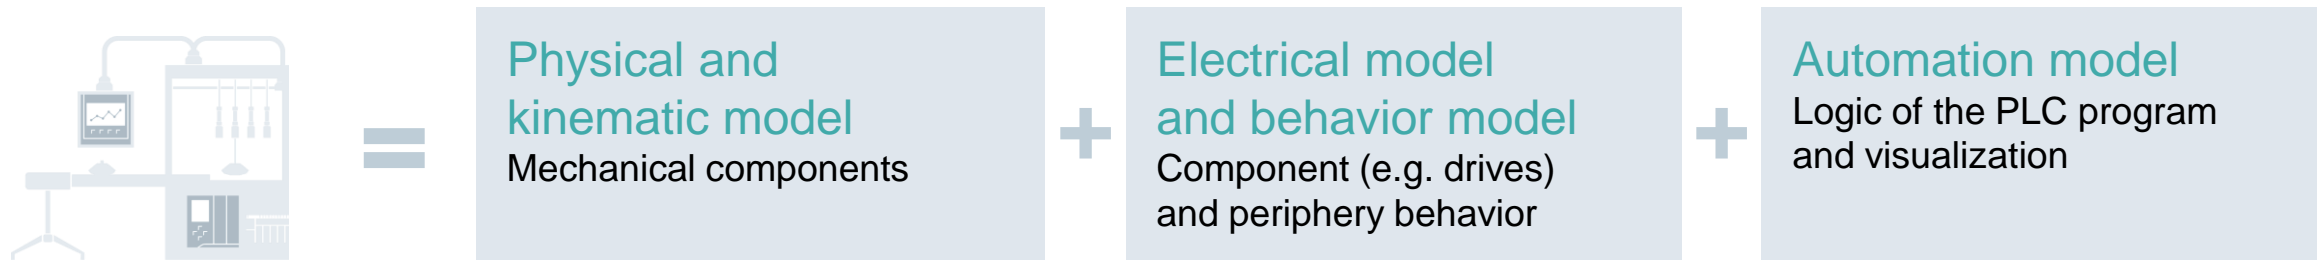 =
Physical and
kinematic model
Mechanical components
+
Electrical model
and behavior model
Component (e.g. drives)
and periphery behavior
+
Automation model
Logic of the PLC program
and visualization